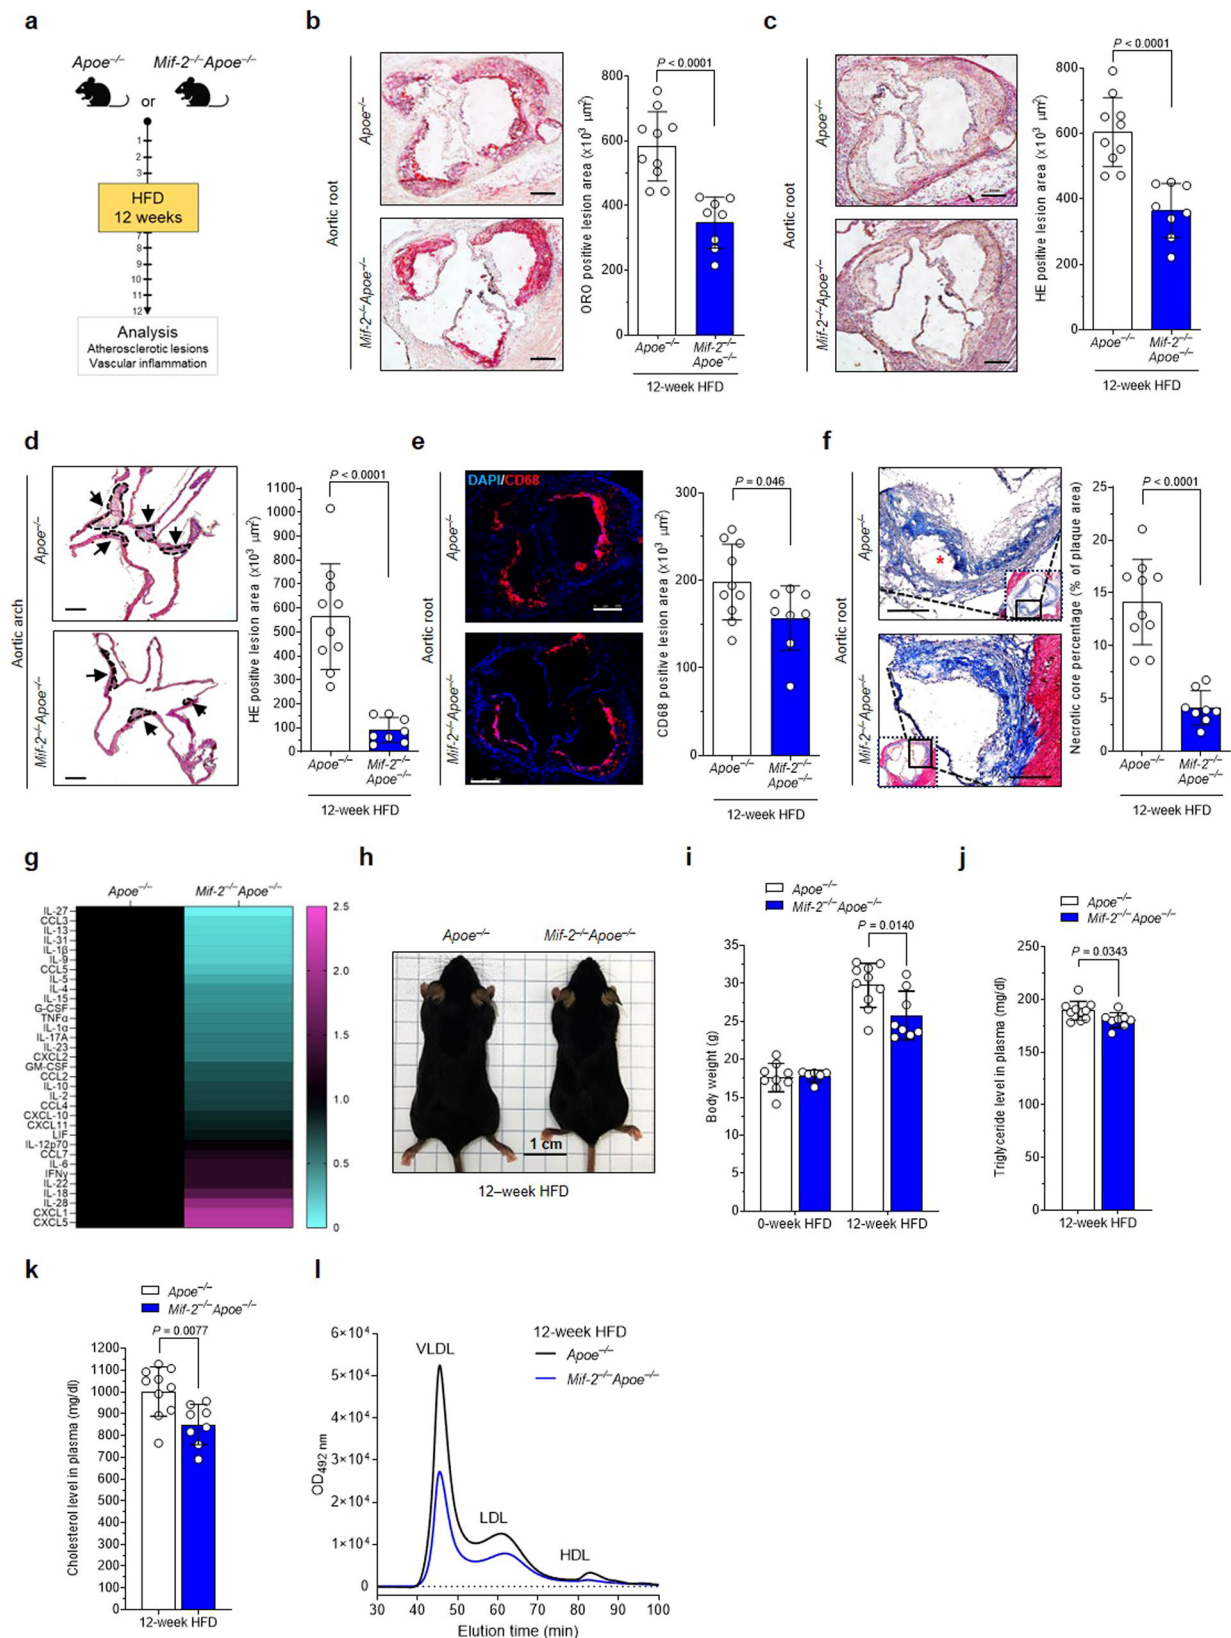 a
Apoe−/−
Mif-2−/−Apoe−/−
or
1
2
3
HFD
12 weeks
7
8
9
10
11
12
Analysis
Atherosclerotic lesions
Vascular inflammation
b
Aortic root
Apoe−/−
Mif-2−/−Apoe−/−
ORO positive lesion area (x10³ µm²)
P < 0.0001
800
600
400
200
0
Apoe−/−
Mif-2−/−
Apoe−/−
12-week HFD
c
Aortic root
Apoe−/−
Mif-2−/−Apoe−/−
HE positive lesion area (x10³ µm²)
P < 0.0001
800
600
400
200
0
Apoe−/−
Mif-2−/−
Apoe−/−
12-week HFD
d
Aortic arch
Apoe−/−
Mif-2−/−Apoe−/−
HE positive lesion area (x10³ µm²)
P < 0.0001
1100
1000
900
800
700
600
500
400
300
200
100
0
Apoe−/−
Mif-2−/−
Apoe−/−
12-week HFD
e
Aortic root
Apoe−/−
Mif-2−/−Apoe−/−
DAPI/CD68
CD68 positive lesion area (x10³ µm²)
P = 0.046
300
200
100
0
Apoe−/−
Mif-2−/−
Apoe−/−
12-week HFD
f
Aortic root
Apoe−/−
Mif-2−/−Apoe−/−
*
Necrotic core percentage (% of plaque area)
P < 0.0001
25
20
15
10
5
0
Apoe−/−
Mif-2−/−
Apoe−/−
12-week HFD
g
Apoe−/−
Mif-2−/−Apoe−/−
IL-27
CCL3
IL-13
IL-31
IL-1β
IL-9
CCL5
IL-5
IL-4
IL-15
G-CSF
TNFα
IL-1α
IL-17A
IL-23
CXCL2
GM-CSF
CCL2
IL-10
IL-2
CCL4
CXCL-10
CXCL11
LIF
IL-12p70
CCL7
IL-6
IFNγ
IL-22
IL-18
IL-28
CXCL1
CXCL5
2.5
2.0
1.5
1.0
0.5
0
h
Apoe−/−
Mif-2−/−Apoe−/−
1 cm
12–week HFD
i
Apoe−/−
Mif-2−/−Apoe−/−
P = 0.0140
Body weight (g)
35
30
25
20
15
10
5
0
0-week HFD
12-week HFD
j
Apoe−/−
Mif-2−/−Apoe−/−
P = 0.0343
Triglyceride level in plasma (mg/dl)
250
200
150
100
50
0
12-week HFD
k
Apoe−/−
Mif-2−/−Apoe−/−
P = 0.0077
Cholesterol level in plasma (mg/dl)
1200
1100
1000
900
800
700
600
500
400
300
200
100
0
12-week HFD
l
12-week HFD
Apoe−/−
Mif-2−/−Apoe−/−
VLDL
LDL
HDL
OD492 nm
6×10⁴
5×10⁴
4×10⁴
3×10⁴
2×10⁴
1×10⁴
0
30
40
50
60
70
80
90
100
Elution time (min)